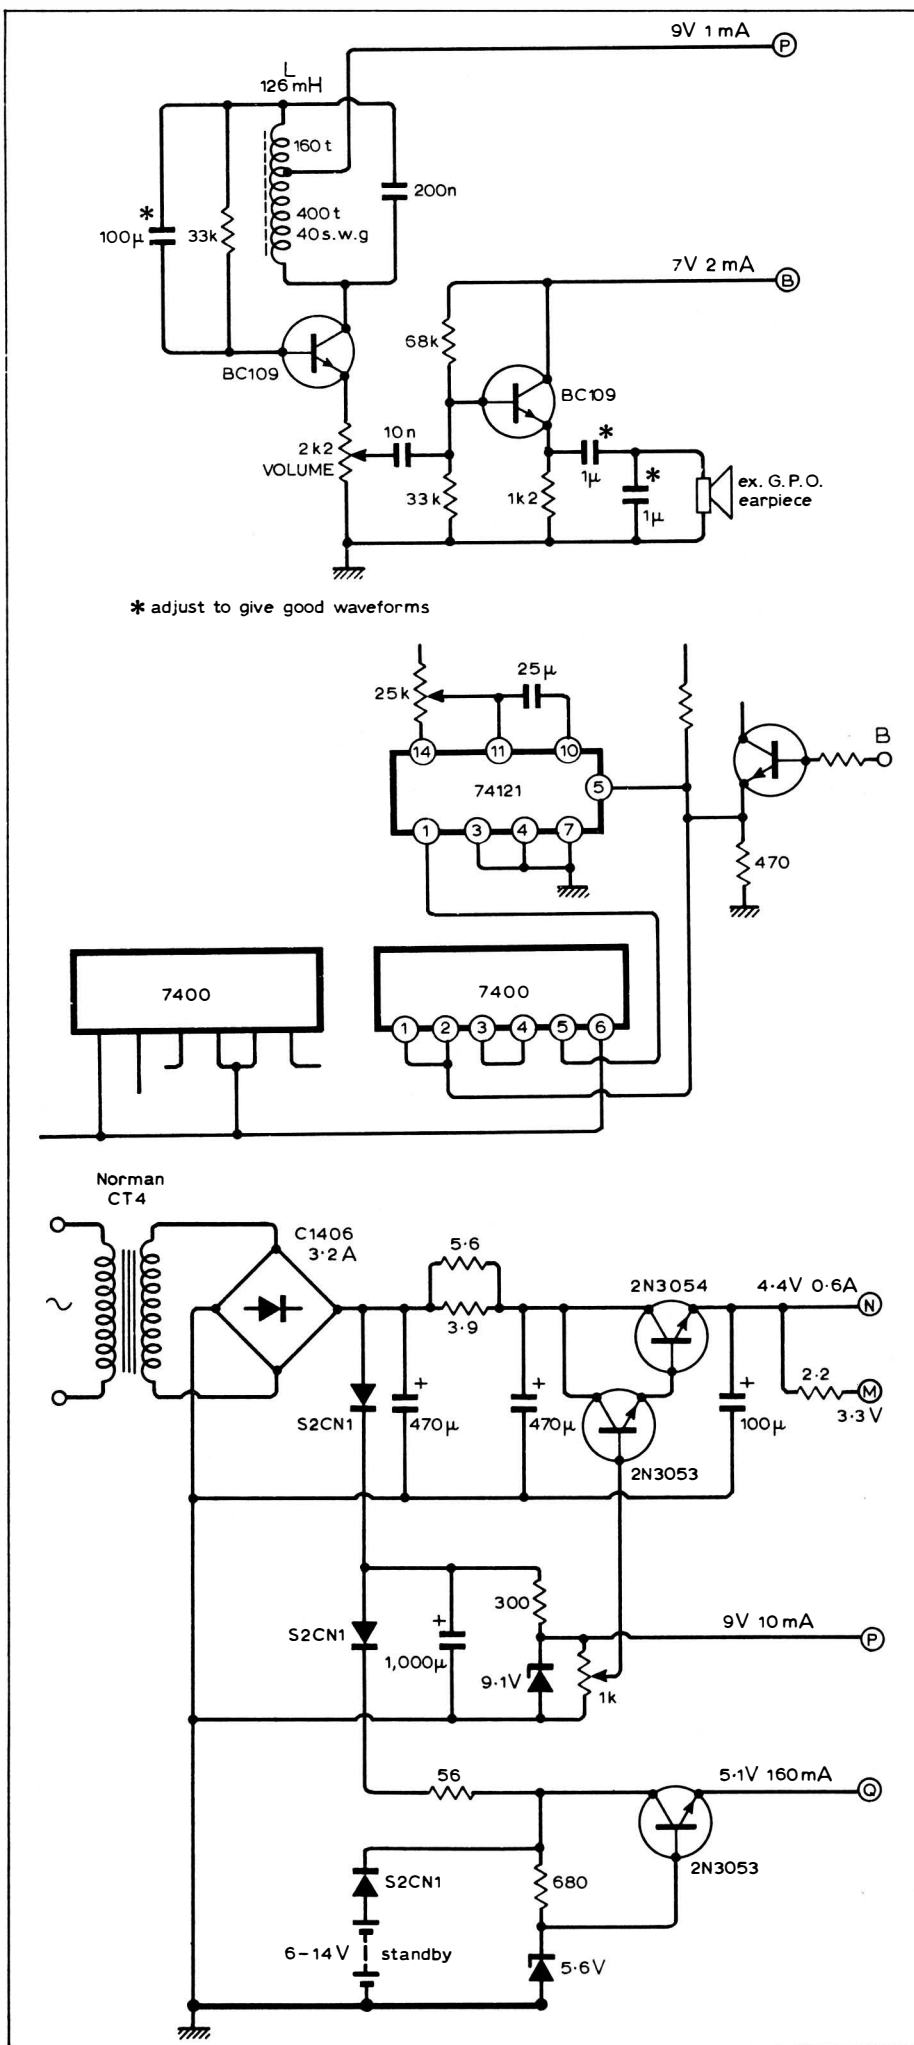 9V 1mA
P
L
126mH
160t
200n
*
100μ
33k
400t
40s.w.g
7V 2mA
B
68k
BC109
BC109
2k2
VOLUME
10n
*
1μ
*
1μ
33k
1k2
ex. G.P.O.
earpiece
* adjust to give good waveforms
25k
25μ
14
11
10
B
74121
5
1
3
4
7
470
7400
7400
1
2
3
4
5
6
Norman
CT4
C1406
3·2A
5·6
3·9
2N3054
4·4V 0·6A
N
2·2
M
3·3V
S2CN1
+
470μ
+
470μ
+
100μ
2N3053
300
9V 10mA
P
S2CN1
+
1,000μ
9·1V
1k
56
5·1V 160mA
Q
S2CN1
680
2N3053
6-14V
standby
5·6V